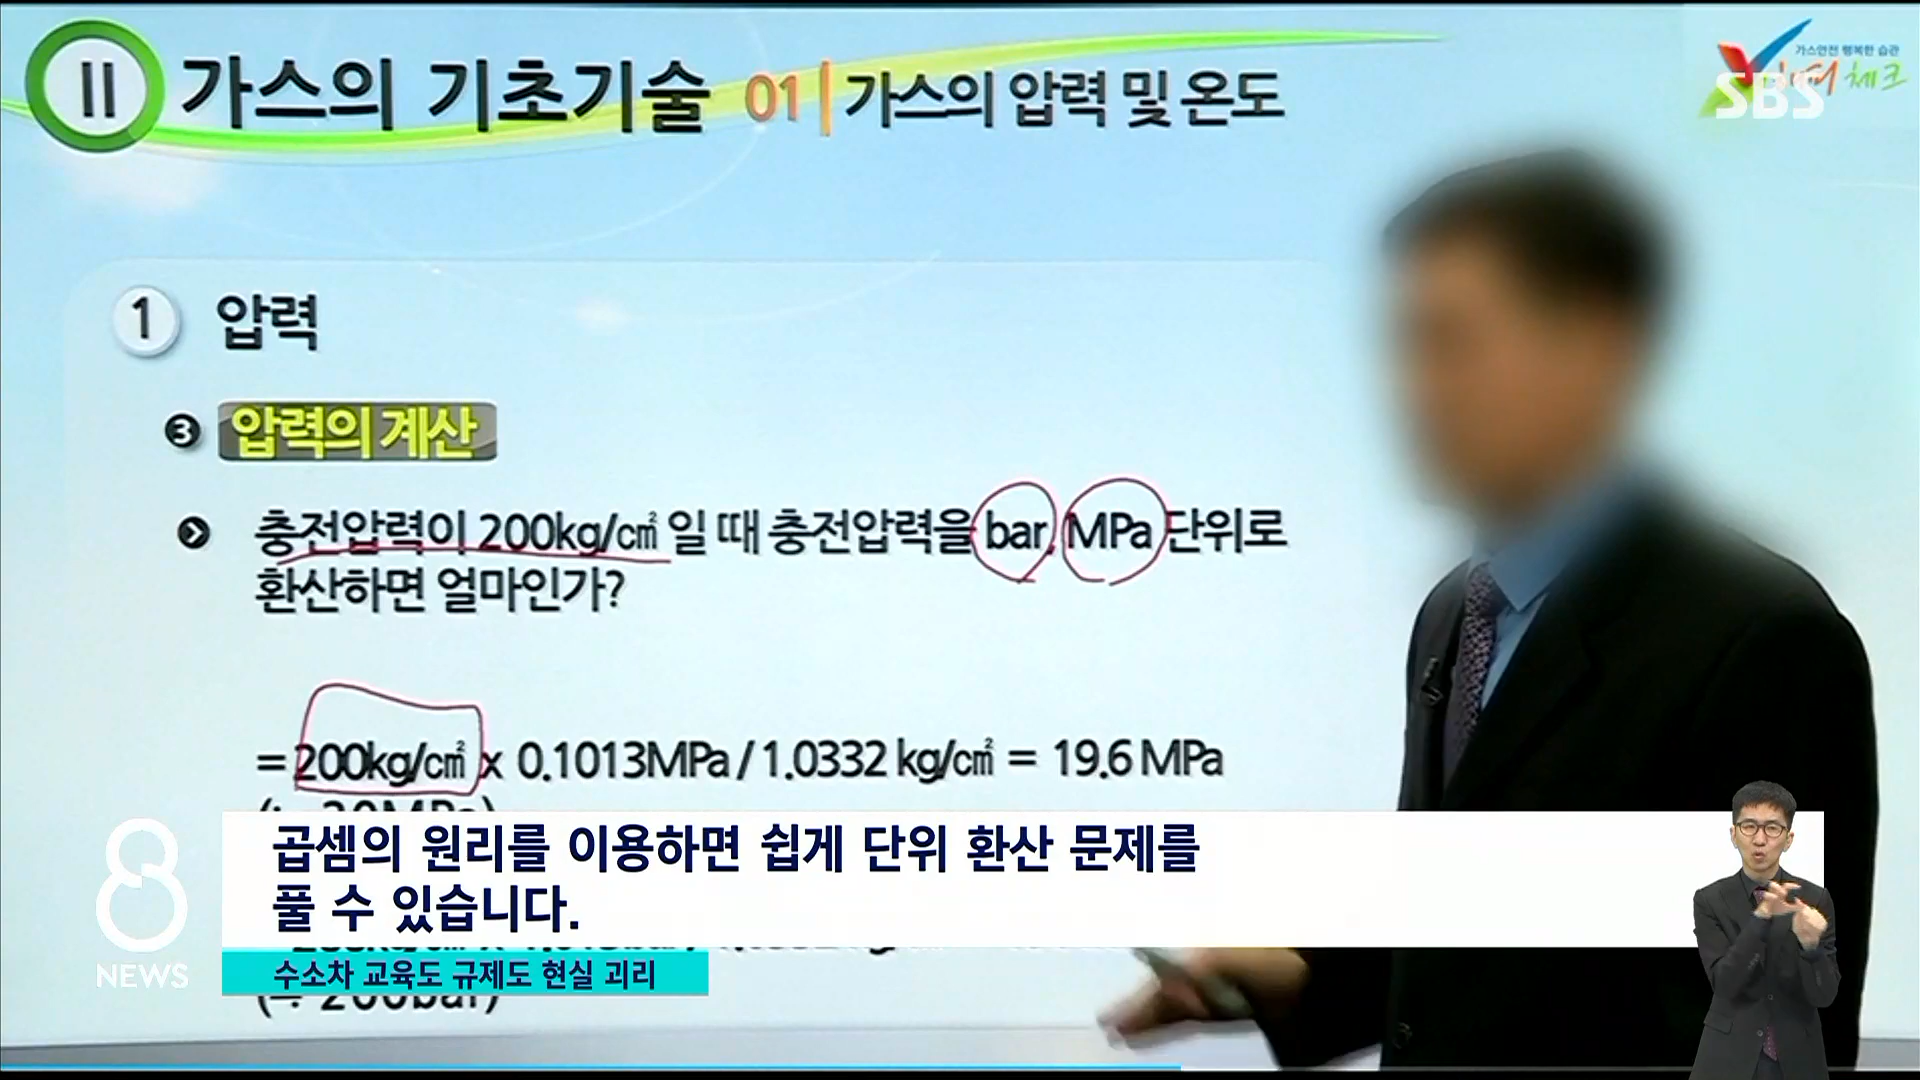 II 가스의 기초기술 01 | 가스의 압력 및 온도
가스안전 행복한 습관
체크
SBS
1 압력
3 압력의 계산
충전압력이 200kg/㎠ 일 때 충전압력을 bar, MPa 단위로
환산하면 얼마인가?
= 200kg/㎠ x 0.1013MPa / 1.0332 kg/㎠ = 19.6 MPa
곱셈의 원리를 이용하면 쉽게 단위 환산 문제를
풀 수 있습니다.
8 NEWS
수소차 교육도 규제도 현실 괴리
200bar)